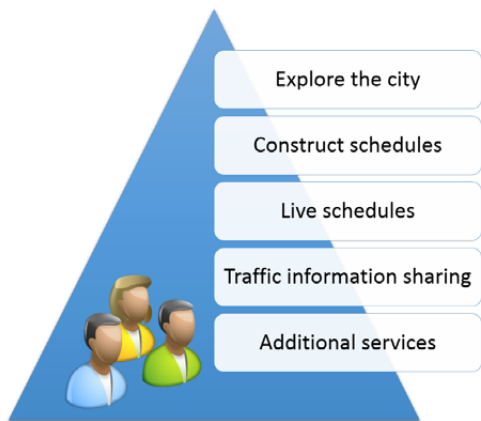 Explore the city
Construct schedules
Live schedules
Traffic information sharing
Additional services